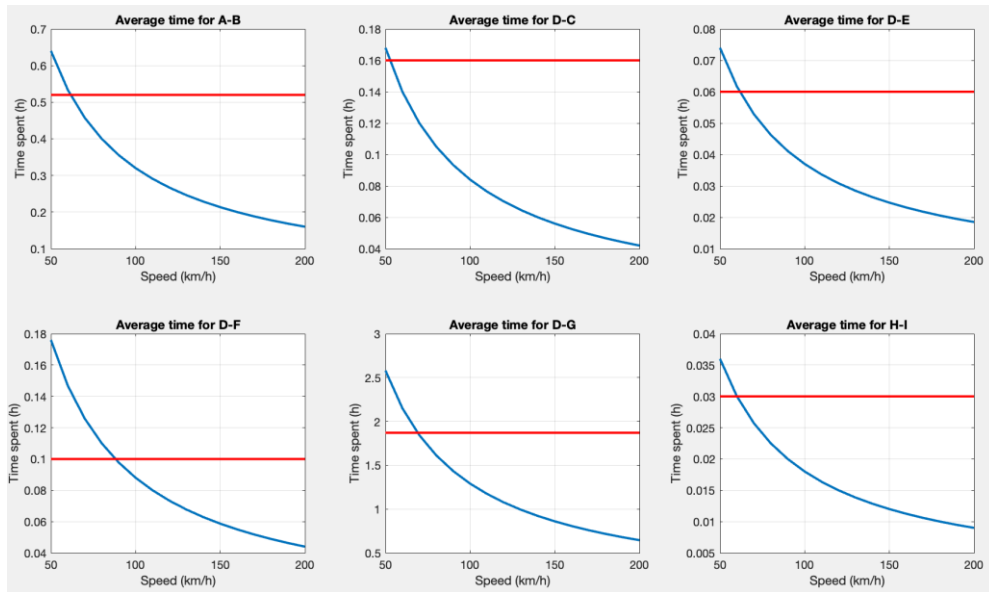 Average time for A-B
0.7
0.6
0.5
0.4
0.3
0.2
0.1
Time spent (h)
50 100 150 200
Speed (km/h)
Average time for D-C
0.18
0.16
0.14
0.12
0.1
0.08
0.06
0.04
Time spent (h)
50 100 150 200
Speed (km/h)
Average time for D-E
0.08
0.07
0.06
0.05
0.04
0.03
0.02
0.01
Time spent (h)
50 100 150 200
Speed (km/h)
Average time for D-F
0.18
0.16
0.14
0.12
0.1
0.08
0.06
0.04
Time spent (h)
50 100 150 200
Speed (km/h)
Average time for D-G
3
2.5
2
1.5
1
0.5
Time spent (h)
50 100 150 200
Speed (km/h)
Average time for H-I
0.04
0.035
0.03
0.025
0.02
0.015
0.01
0.005
Time spent (h)
50 100 150 200
Speed (km/h)